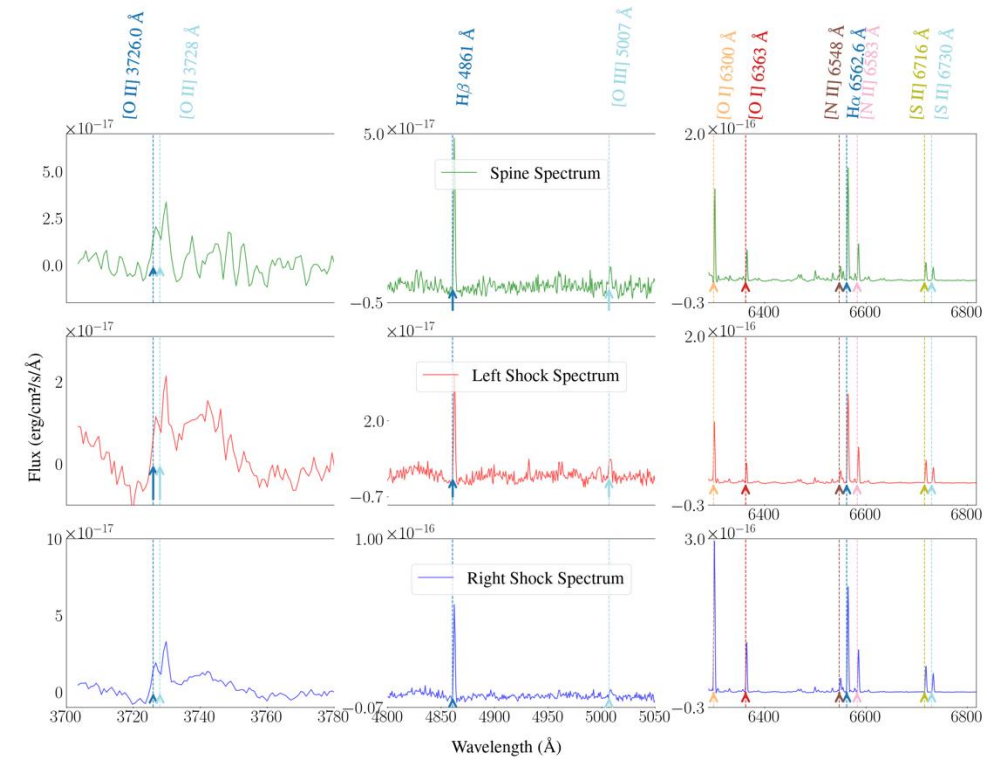 [O II] 3726.0 Å
[O II] 3728 Å
Hβ 4861 Å
[O III] 5007 Å
[O I] 6300 Å
[O I] 6363 Å
[N II] 6548 Å
Hα 6562.6 Å
[N II] 6583 Å
[S II] 6716 Å
[S II] 6730 Å
×10⁻¹⁷
5.0
2.5
0.0
5.0 ×10⁻¹⁷
−0.5
Spine Spectrum
2.0 ×10⁻¹⁶
−0.3
6400 6600 6800
×10⁻¹⁷
2
0
×10⁻¹⁷
2.0
−0.7
Left Shock Spectrum
2.0 ×10⁻¹⁶
−0.3
6400 6600 6800
Flux (erg/cm²/s/Å)
10 ×10⁻¹⁷
5
0
3700 3720 3740 3760 3780
1.00 ×10⁻¹⁶
−0.07
Right Shock Spectrum
4800 4850 4900 4950 5000 5050
3.0 ×10⁻¹⁶
−0.3
6400 6600 6800
Wavelength (Å)